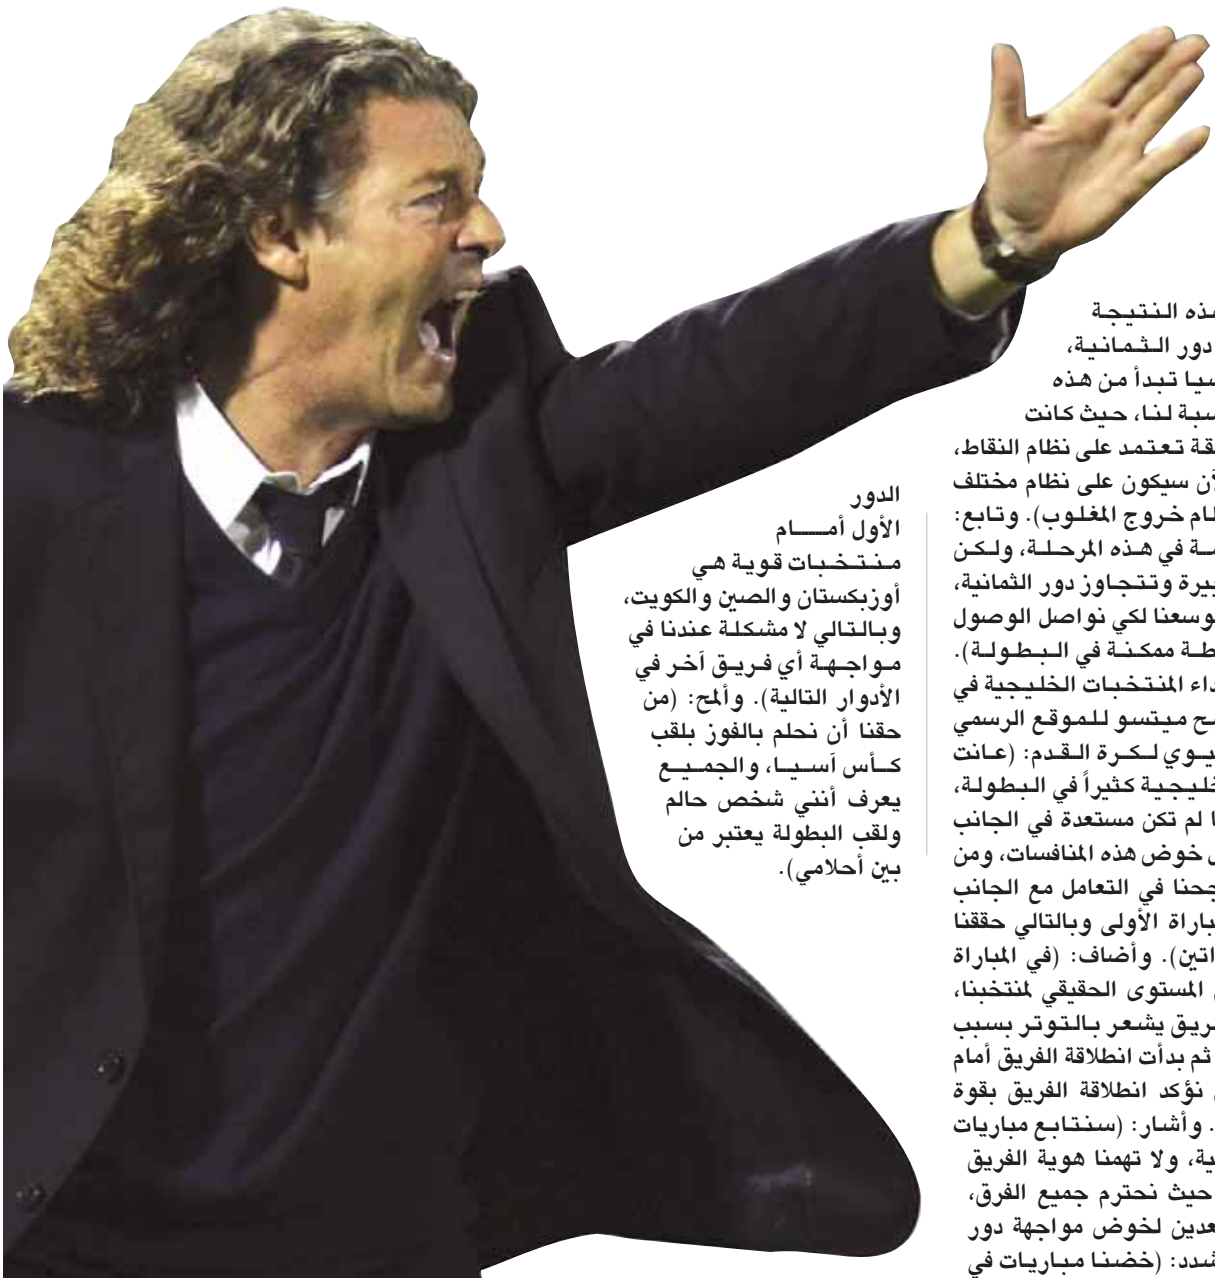 هذه النتيجة
دور الثمانية،
سيا تبدأ من هذه
سبة لنا، حيث كانت
قة تعتمد على نظام النقاط،
لآن سيكون على نظام مختلف
ظام خروج المغلوب). وتابع:
مة في هذه المرحلة، ولكن
بيرة وتتجاوز دور الثمانية،
وسعنا لكي نواصل الوصول
طة ممكنة في البطولة).
داء المنتخبات الخليجية في
ميتسو للموقع الرسمي
يوي لكرة القدم: (عانت
خليجية كثيراً في البطولة،
ا لم تكن مستعدة في الجانب
خوض هذه المنافسات، ومن
جحنا في التعامل مع الجانب
باراة الأولى وبالتالي حققنا
اتين). وأضاف: (في المباراة
المستوى الحقيقي لمنتخبنا،
ريق يشعر بالتوتر بسبب
ثم بدأت انطلاقة الفريق أمام
نؤكد انطلاقة الفريق بقوة
. وأشار: (سنتابع مباريات
ية، ولا تهمنا هوية الفريق
حيث نحترم جميع الفرق،
عدين لخوض مواجهة دور
شدد: (خضنا مباريات في
الدور
الأول أمـــام
منتخبات قوية هي
أوزبكستان والصين والكويت،
وبالتالي لا مشكلة عندنا في
مواجهة أي فريق آخر في
الأدوار التالية). وألمح: (من
حقنا أن نحلم بالفوز بلقب
كأس آسيا، والجميع
يعرف أنني شخص حالم
ولقب البطولة يعتبر من
بين أحلامي).